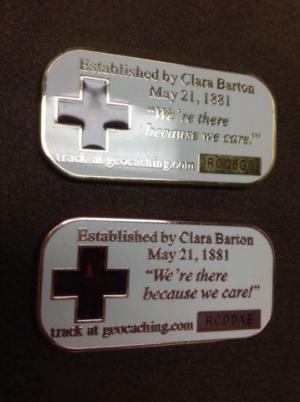 Established by Clara Barton
May 21, 1881
"We're there
because we care!"
track at geocaching.com
Established by Clara Barton
May 21, 1881
"We're there
because we care!"
track at geocaching.com RCDDXE